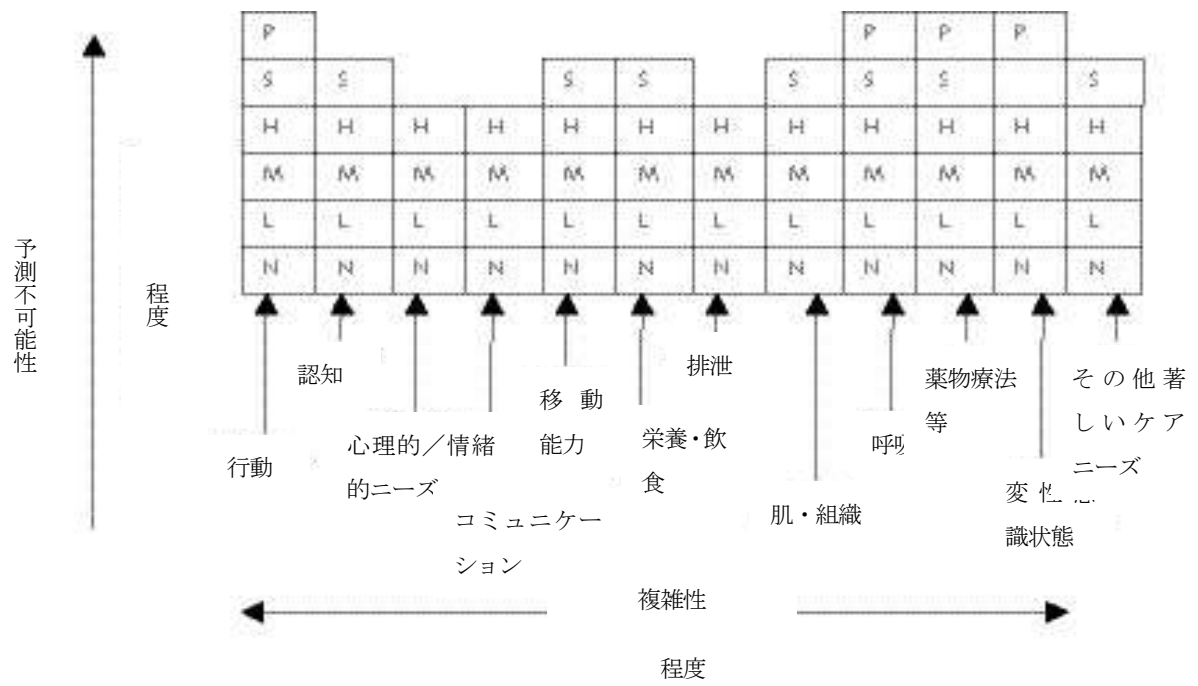 P P P P
S S S S S S S S
H H H H H H H H H H H H
M M M M M M M M M M M M
L L L L L L L L L L L L
N N N N N N N N N N N N
予測不可能性
程度
認知
行動
心理的／情緒
的ニーズ
コミュニケー
ション
移動
能力
栄養・飲
食
排泄
肌・組織
薬物療法
等
その他著
しいケア
ニーズ
変性
識状態
複雑性
程度